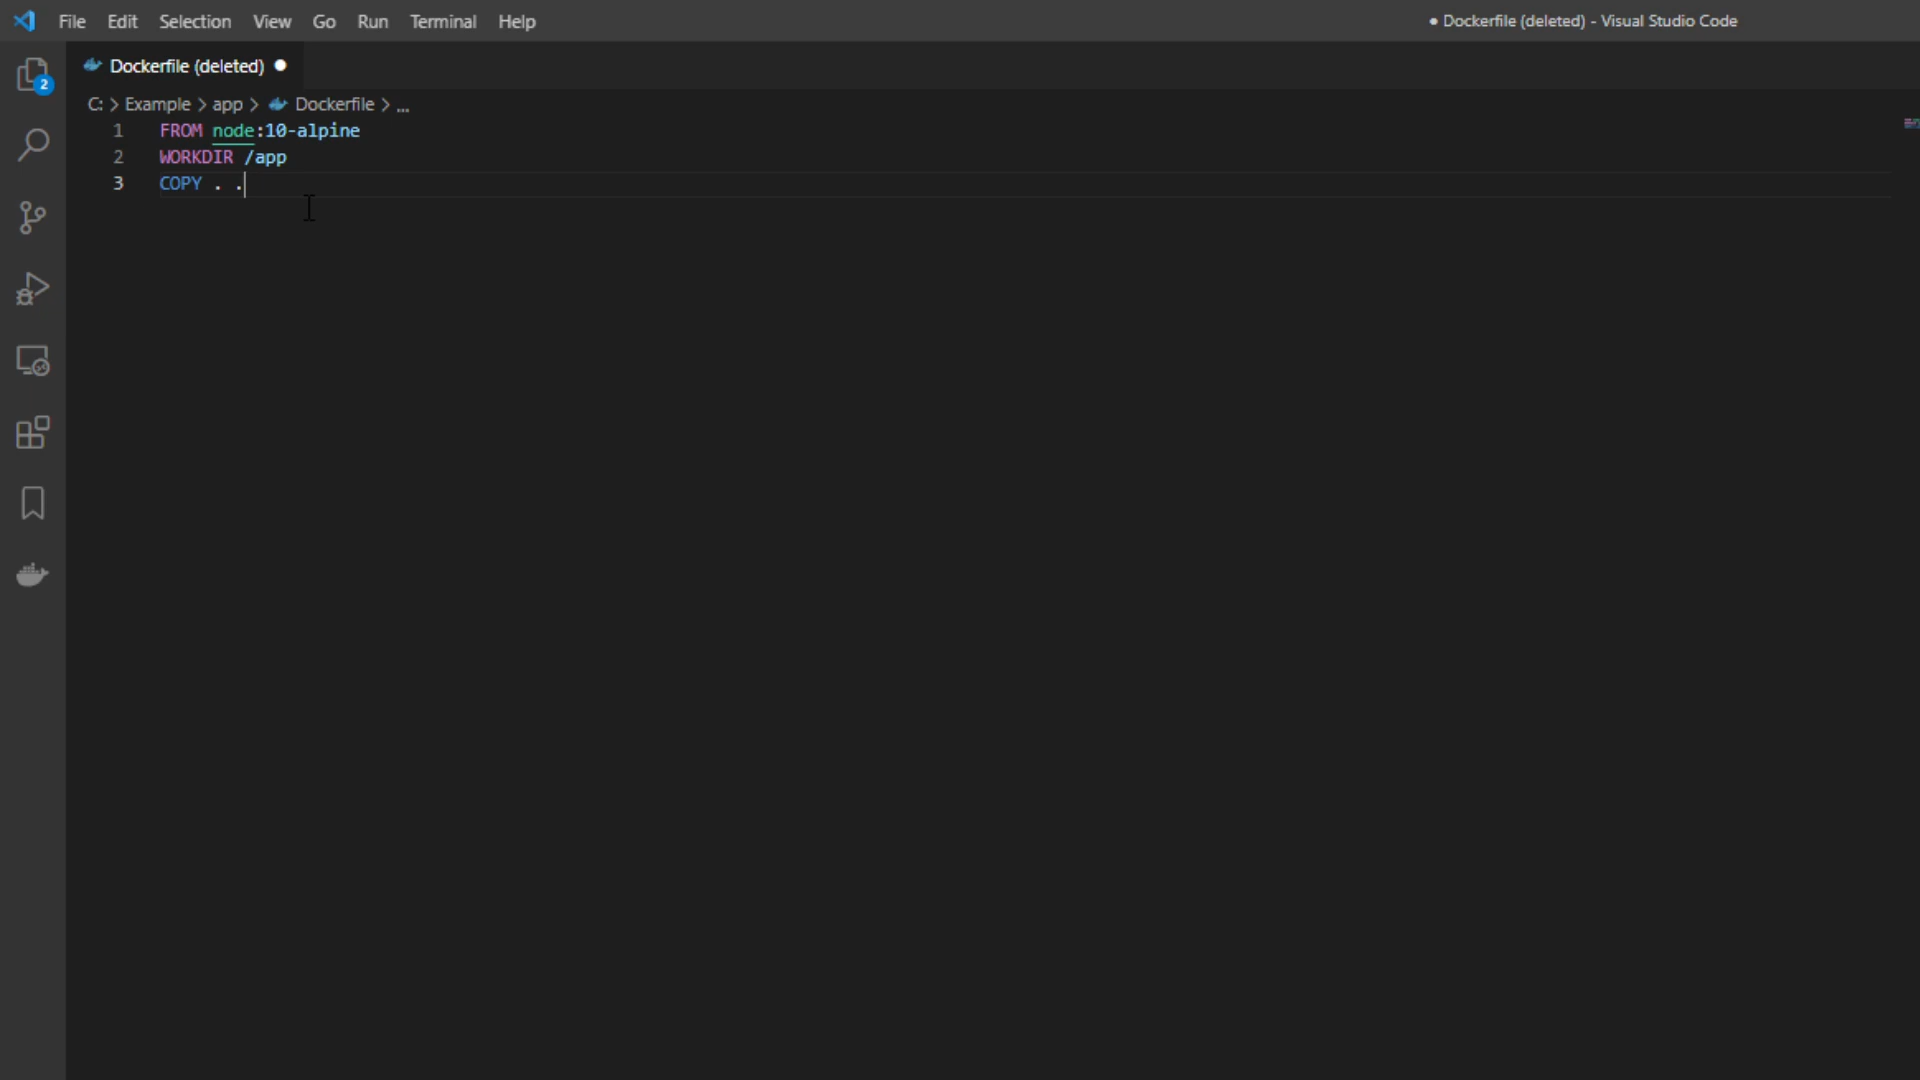 File Edit Selection View Go Run Terminal Help
● Dockerfile (deleted) - Visual Studio Code
Dockerfile (deleted) ●
2
C: > Example > app > Dockerfile > ...
1 FROM node:10-alpine
2 WORKDIR /app
3 COPY . .